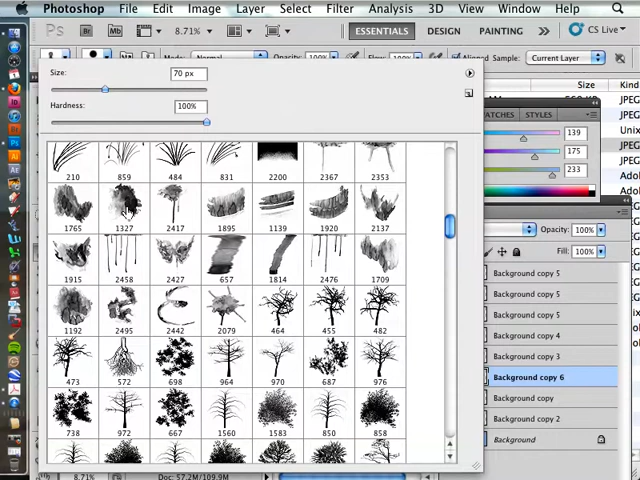 Photoshop File Edit Image Layer Select Filter Analysis 3D View Window Help
Ps Br Mb 8.71% ESSENTIALS DESIGN PAINTING CS Live
Mode: Normal Opacity: 100% Flow: 100% Aligned Sample: Current Layer
Size: 70 px
Hardness: 100%
210 859 484 831 2200 2367 2353
1765 1327 2417 1895 1139 1920 2137
1915 2458 2427 657 1814 2476 1709
1192 2495 2442 2079 464 455 482
473 572 698 964 970 687 976
738 972 667 1560 1583 850 858
Size Kind
JPEG
Unix
JPEG
Adob
SWATCHES STYLES
139
175
233
Opacity: 100%
Fill: 100%
Background copy 5
Background copy 5
Background copy 5
Background copy 4
Background copy 3
Background copy 6
Background copy
Background copy 2
Background
8.71% Doc: 57.2M/109.9M